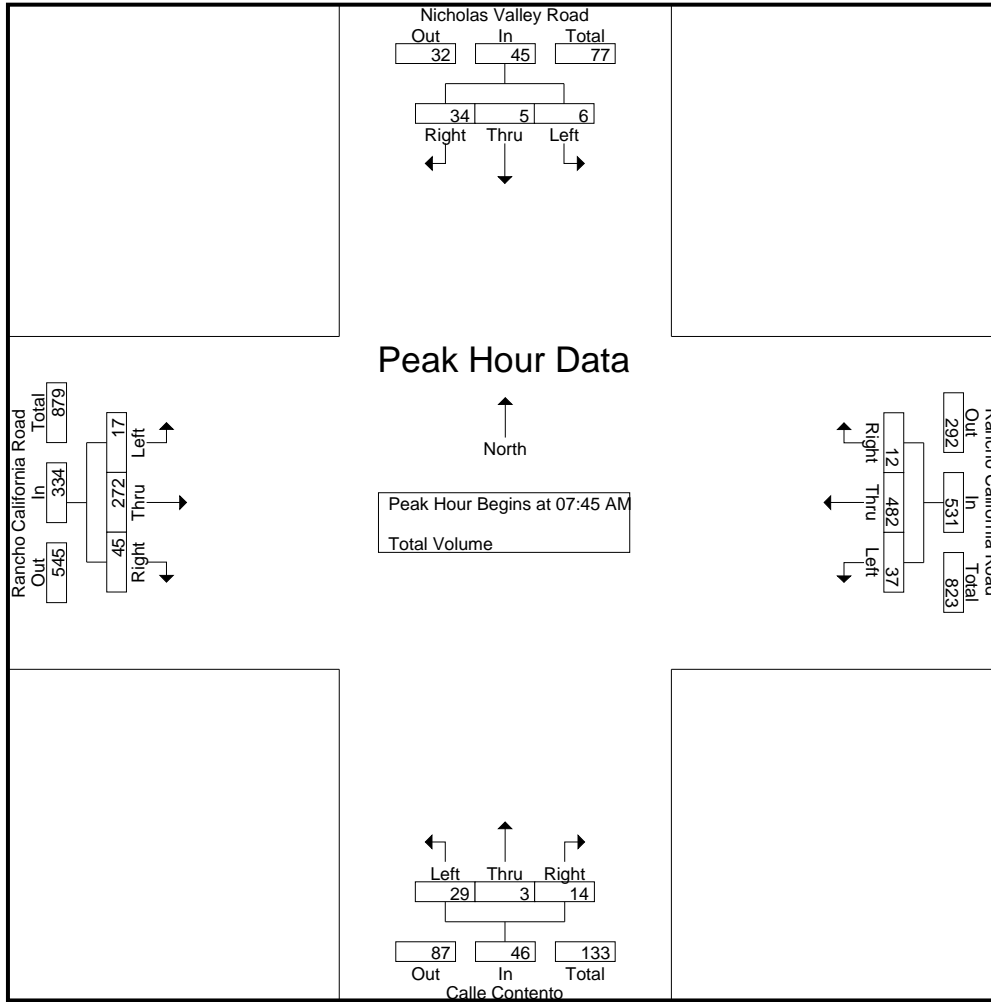 Nicholas Valley Road
Out In Total
32 45 77
34 5 6
Right Thru Left
Peak Hour Data
North
Peak Hour Begins at 07:45 AM
Total Volume
Rancho California Road
Out In Total
545 334 879
45 272 17
Right Thru Left
Rancho California Road
Out In Total
292 531 823
12 482 37
Right Thru Left
Left Thru Right
29 3 14
87 46 133
Out In Total
Calle Contento